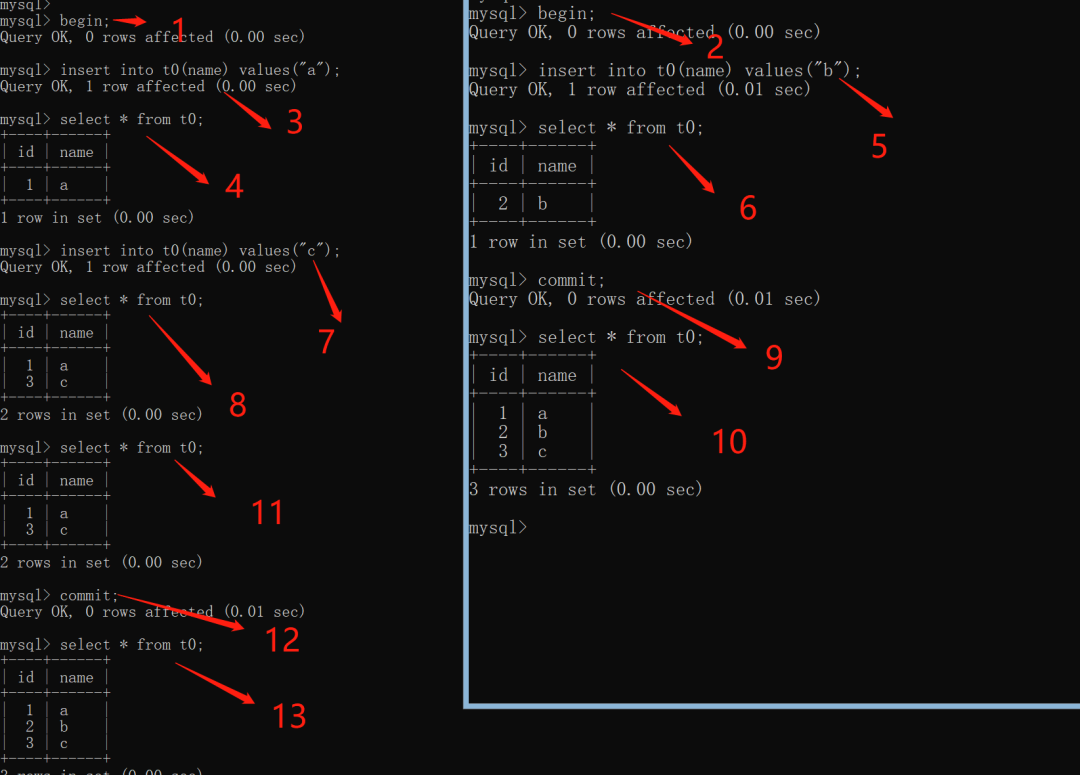 mysql>
mysql> begin;
1
Query OK, 0 rows affected (0.00 sec)
mysql> insert into t0(name) values("a");
Query OK, 1 row affected (0.00 sec)
3
mysql> select * from t0;
+----+------+
| id | name |
+----+------+
4
| 1 | a |
+----+------+
1 row in set (0.00 sec)
mysql> insert into t0(name) values("c");
Query OK, 1 row affected (0.00 sec)
7
mysql> select * from t0;
+----+------+
| id | name |
+----+------+
| 1 | a |
| 3 | c |
+----+------+
8
2 rows in set (0.00 sec)
mysql> select * from t0;
+----+------+
| id | name |
+----+------+
11
| 1 | a |
| 3 | c |
+----+------+
2 rows in set (0.00 sec)
mysql> commit;
Query OK, 0 rows affected (0.01 sec)
12
mysql> select * from t0;
+----+------+
| id | name |
+----+------+
13
| 1 | a |
| 2 | b |
| 3 | c |
+----+------+
3 rows in set (0.00 sec)
mysql> begin;
Query OK, 0 rows affected (0.00 sec)
2
mysql> insert into t0(name) values("b");
Query OK, 1 row affected (0.01 sec)
5
mysql> select * from t0;
+----+------+
| id | name |
+----+------+
| 2 | b |
6
+----+------+
1 row in set (0.00 sec)
mysql> commit;
Query OK, 0 rows affected (0.01 sec)
mysql> select * from t0;
9
+----+------+
| id | name |
+----+------+
| 1 | a |
| 2 | b |
| 3 | c |
10
+----+------+
3 rows in set (0.00 sec)
mysql>